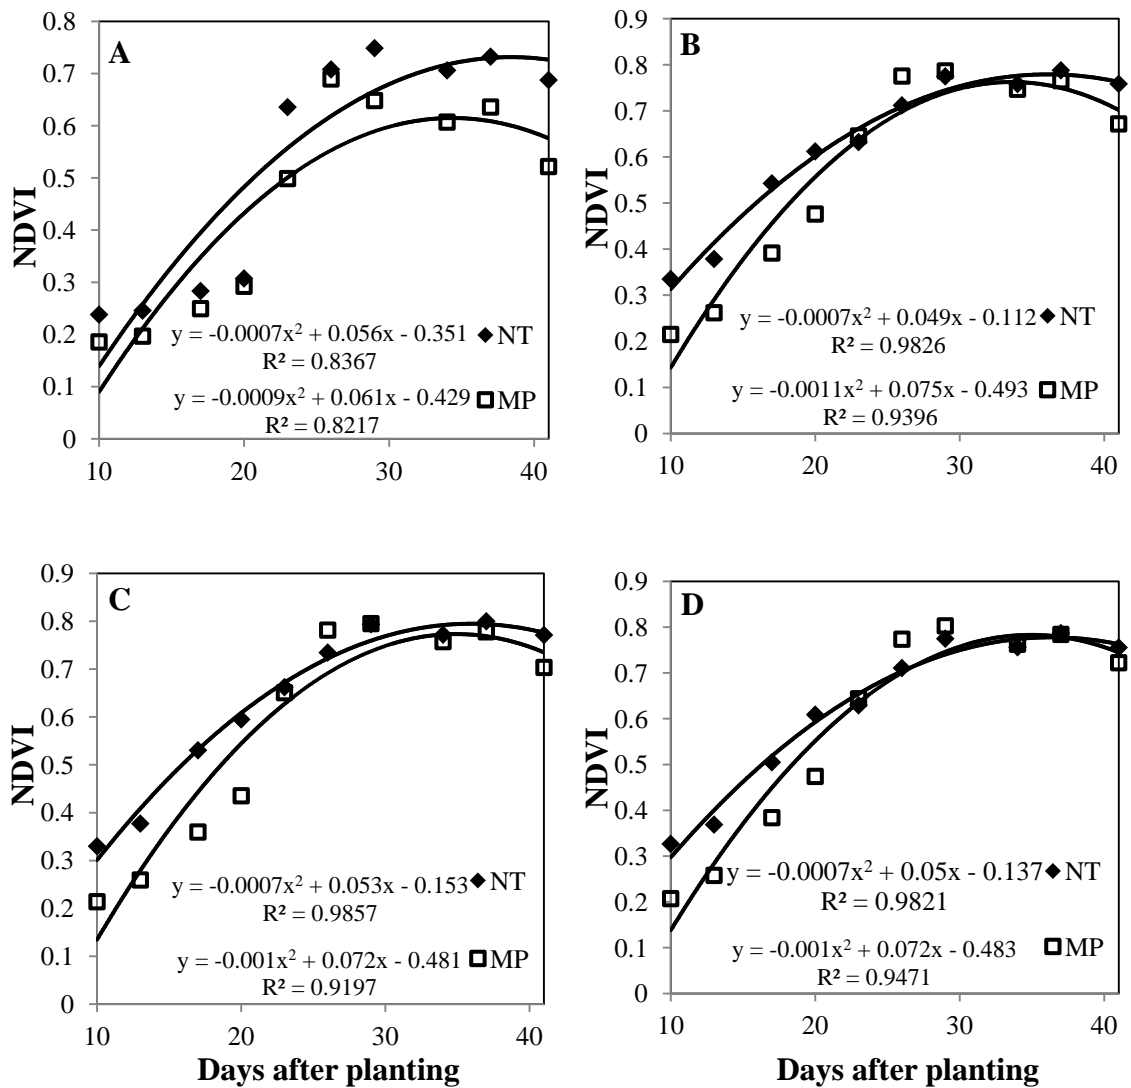 A
NDVI
0.8
0.7
0.6
0.5
0.4
0.3
0.2
0.1
0
10
20
30
40
y = -0.0007x² + 0.056x - 0.351
R² = 0.8367
NT
y = -0.0009x² + 0.061x - 0.429
R² = 0.8217
MP
B
NDVI
0.9
0.8
0.7
0.6
0.5
0.4
0.3
0.2
0.1
0
10
20
30
40
y = -0.0007x² + 0.049x - 0.112
R² = 0.9826
NT
y = -0.0011x² + 0.075x - 0.493
R² = 0.9396
MP
C
NDVI
0.9
0.8
0.7
0.6
0.5
0.4
0.3
0.2
0.1
0
10
20
30
40
y = -0.0007x² + 0.053x - 0.153
R² = 0.9857
NT
y = -0.001x² + 0.072x - 0.481
R² = 0.9197
MP
Days after planting
D
NDVI
0.9
0.8
0.7
0.6
0.5
0.4
0.3
0.2
0.1
0
10
20
30
40
y = -0.0007x² + 0.05x - 0.137
R² = 0.9821
NT
y = -0.001x² + 0.072x - 0.483
R² = 0.9471
MP
Days after planting